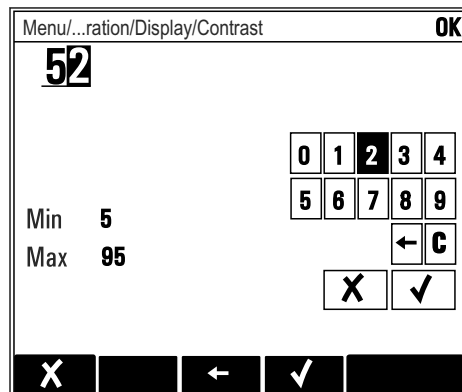 Menu/...ration/Display/Contrast OK
52
0 1 2 3 4
5 6 7 8 9
Min 5
← C
Max 95
✗ ✓
✗ ← ✓